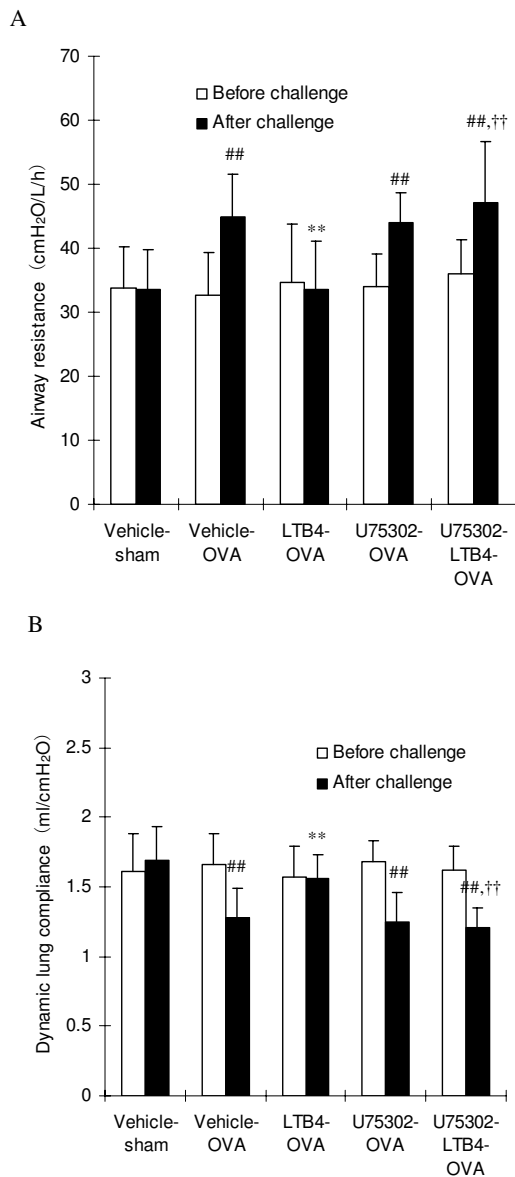 A
70
60
50
40
30
20
10
0
Airway resistance (cmH₂O/L/h)
Before challenge
After challenge
##
**
##
##,††
Vehicle-
sham
Vehicle-
OVA
LTB4-
OVA
U75302-
OVA
U75302-
LTB4-
OVA
B
3
2.5
2
1.5
1
0.5
0
Dynamic lung compliance (ml/cmH₂O)
Before challenge
After challenge
##
**
##
##,††
Vehicle-
sham
Vehicle-
OVA
LTB4-
OVA
U75302-
OVA
U75302-
LTB4-
OVA